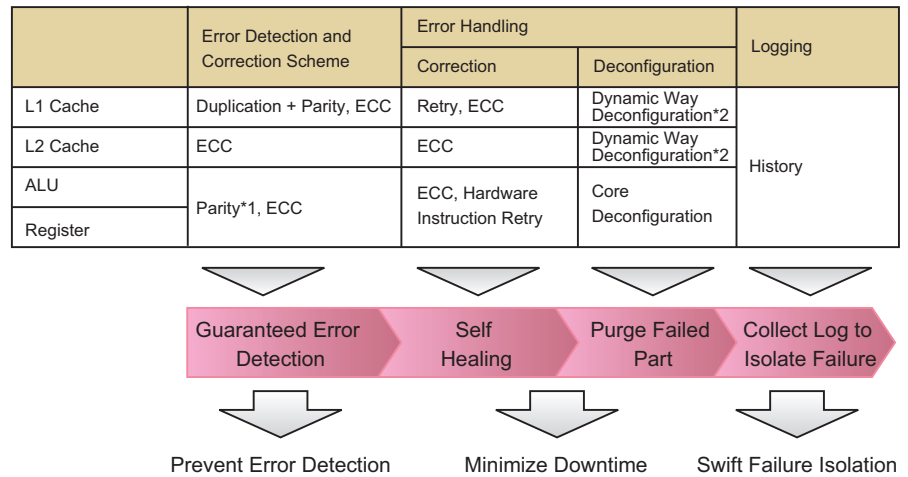 Error Detection and
Correction Scheme
Error Handling
Logging
Correction
Deconfiguration
L1 Cache
Duplication + Parity, ECC
Retry, ECC
Dynamic Way
Deconfiguration*2
L2 Cache
ECC
ECC
Dynamic Way
Deconfiguration*2
History
ALU
Register
Parity*1, ECC
ECC, Hardware
Instruction Retry
Core
Deconfiguration
Guaranteed Error
Detection
Self
Healing
Purge Failed
Part
Collect Log to
Isolate Failure
Prevent Error Detection
Minimize Downtime
Swift Failure Isolation